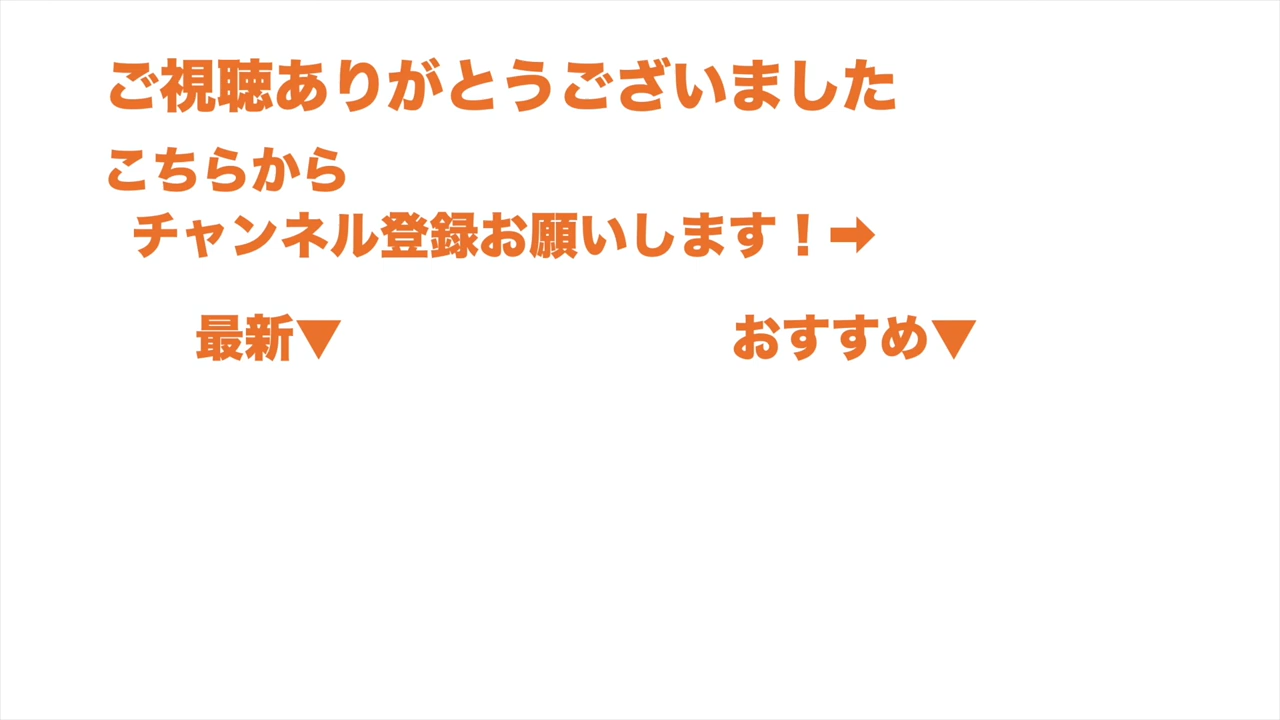 ご視聴ありがとうございました
こちらから
チャンネル登録お願いします！➡
最新▼
おすすめ▼